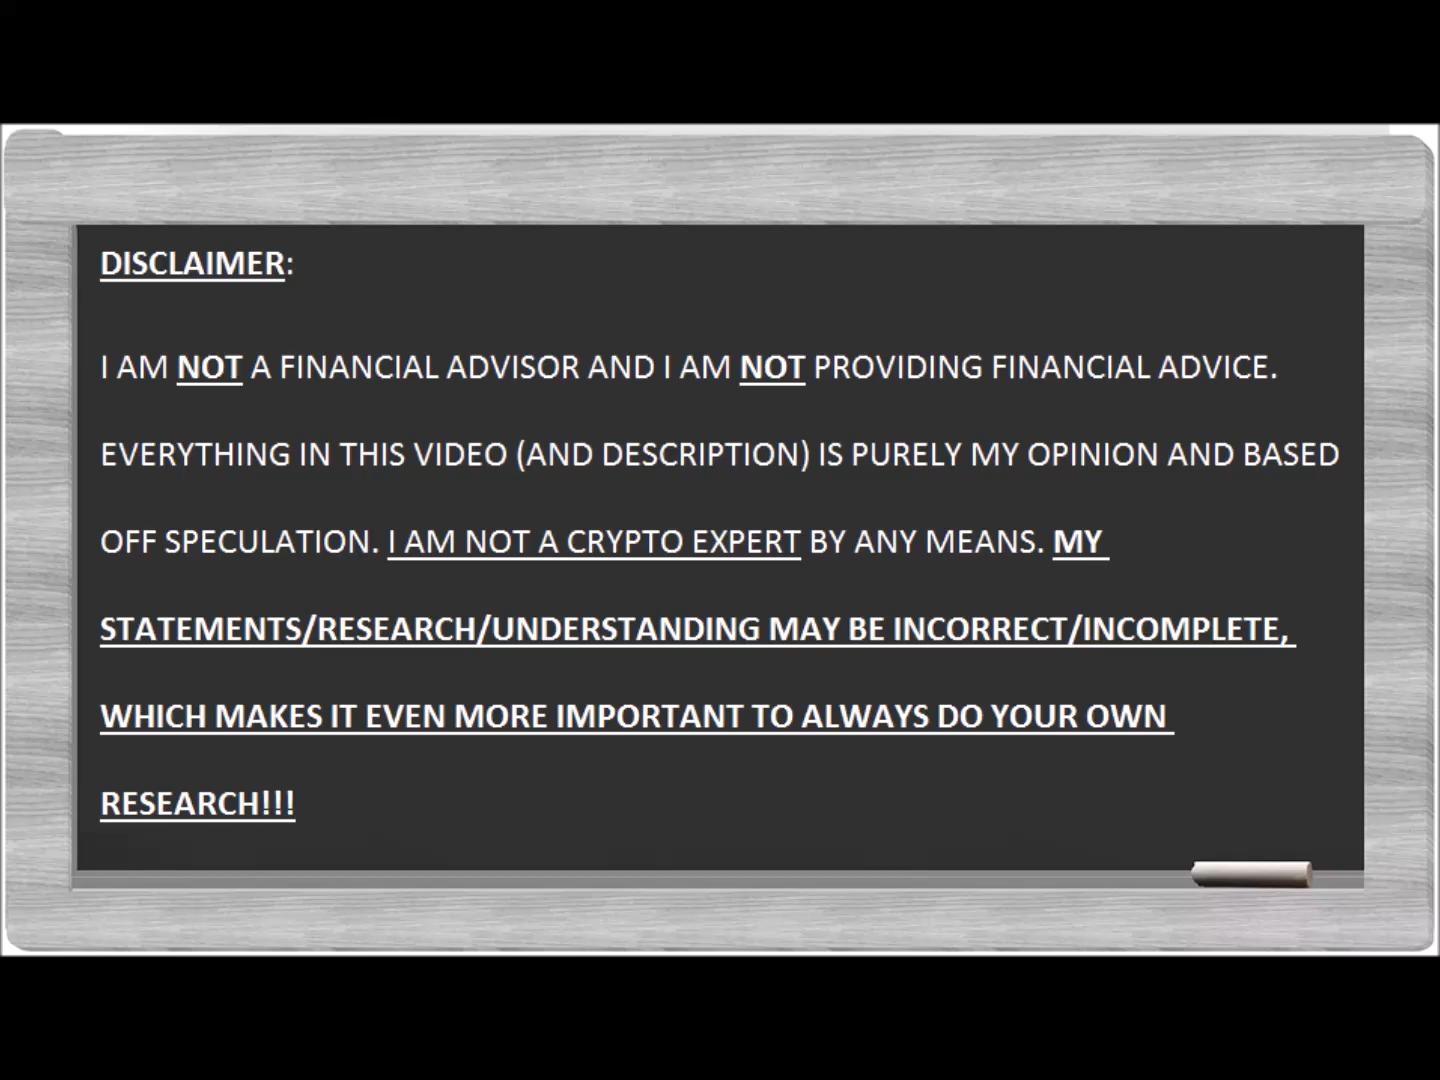 DISCLAIMER:
I AM NOT A FINANCIAL ADVISOR AND I AM NOT PROVIDING FINANCIAL ADVICE.
EVERYTHING IN THIS VIDEO (AND DESCRIPTION) IS PURELY MY OPINION AND BASED
OFF SPECULATION. I AM NOT A CRYPTO EXPERT BY ANY MEANS. MY
STATEMENTS/RESEARCH/UNDERSTANDING MAY BE INCORRECT/INCOMPLETE,
WHICH MAKES IT EVEN MORE IMPORTANT TO ALWAYS DO YOUR OWN
RESEARCH!!!